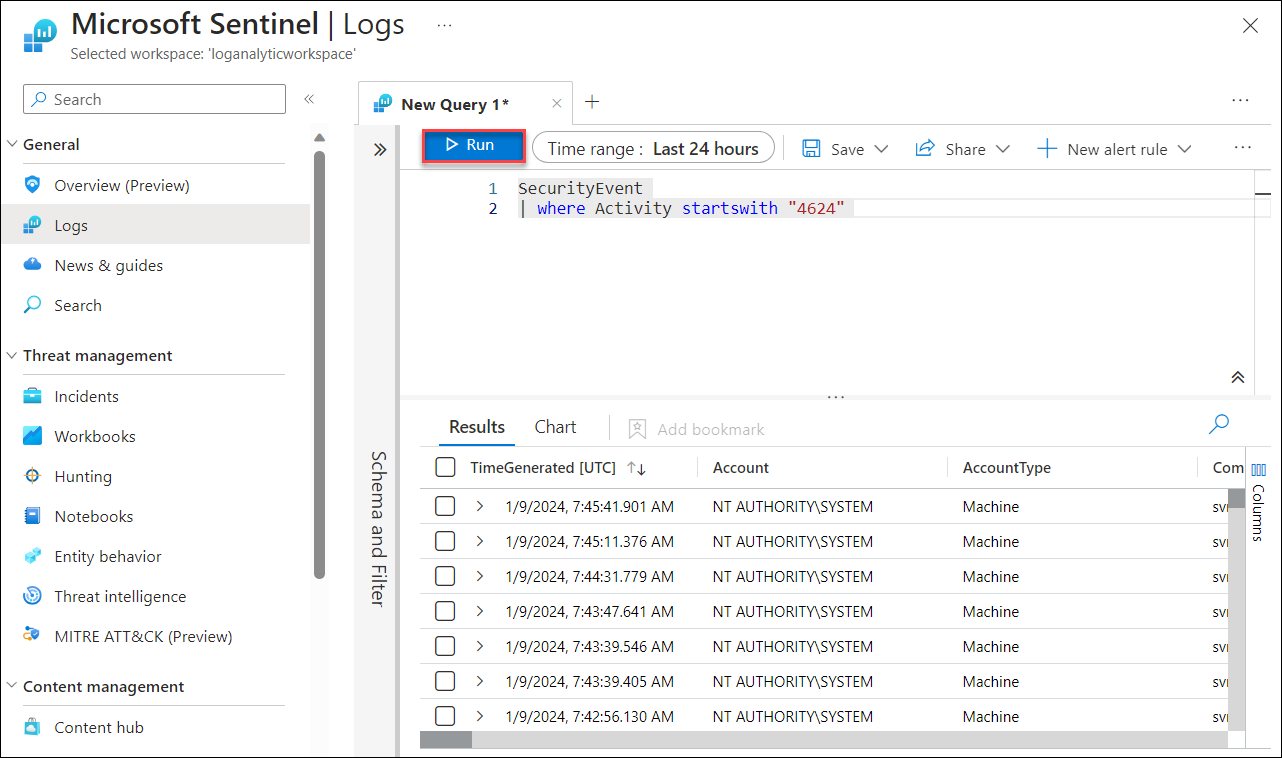 Microsoft Sentinel | Logs ···
Selected workspace: 'loganalyticworkspace'
Search
«
General
Overview (Preview)
Logs
News & guides
Search
Threat management
Incidents
Workbooks
Hunting
Notebooks
Entity behavior
Threat intelligence
MITRE ATT&CK (Preview)
Content management
Content hub
New Query 1*
Run
Time range : Last 24 hours
Save
Share
New alert rule
1 SecurityEvent
2 | where Activity startswith "4624"
Schema and Filter
Results Chart Add bookmark
TimeGenerated [UTC] ↑↓ Account AccountType Com
1/9/2024, 7:45:41.901 AM NT AUTHORITY\SYSTEM Machine
1/9/2024, 7:45:11.376 AM NT AUTHORITY\SYSTEM Machine
1/9/2024, 7:44:31.779 AM NT AUTHORITY\SYSTEM Machine
1/9/2024, 7:43:47.641 AM NT AUTHORITY\SYSTEM Machine
1/9/2024, 7:43:39.546 AM NT AUTHORITY\SYSTEM Machine
1/9/2024, 7:43:39.405 AM NT AUTHORITY\SYSTEM Machine
1/9/2024, 7:42:56.130 AM NT AUTHORITY\SYSTEM Machine
Columns